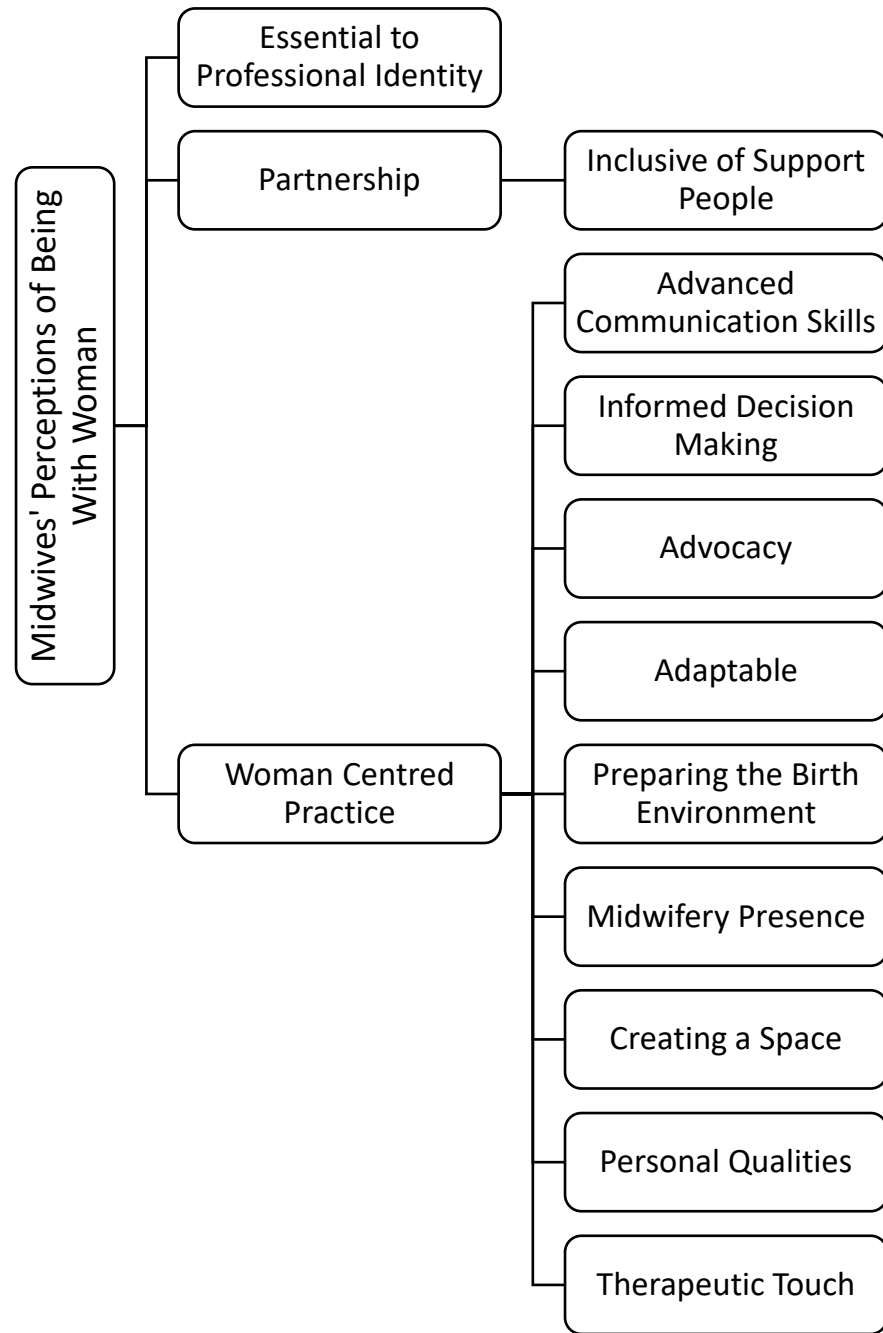 Midwives' Perceptions of Being
With Woman
Essential to
Professional Identity
Partnership
Inclusive of Support
People
Woman Centred
Practice
Advanced
Communication Skills
Informed Decision
Making
Advocacy
Adaptable
Preparing the Birth
Environment
Midwifery Presence
Creating a Space
Personal Qualities
Therapeutic Touch